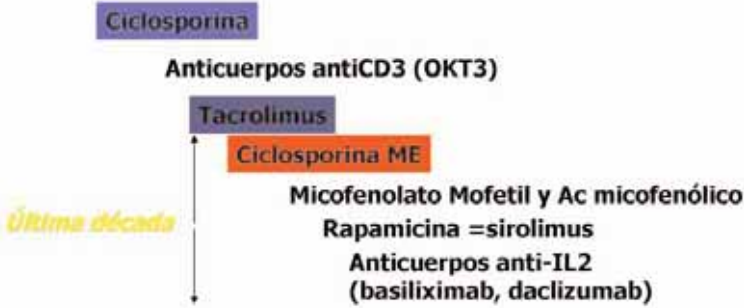 Ciclosporina
Anticuerpos antiCD3 (OKT3)
Tacrolimus
Ciclosporina ME
Micofenolato Mofetil y Ac micofenólico
Última década
Rapamicina =sirolimus
Anticuerpos anti-IL2
(basiliximab, daclizumab)